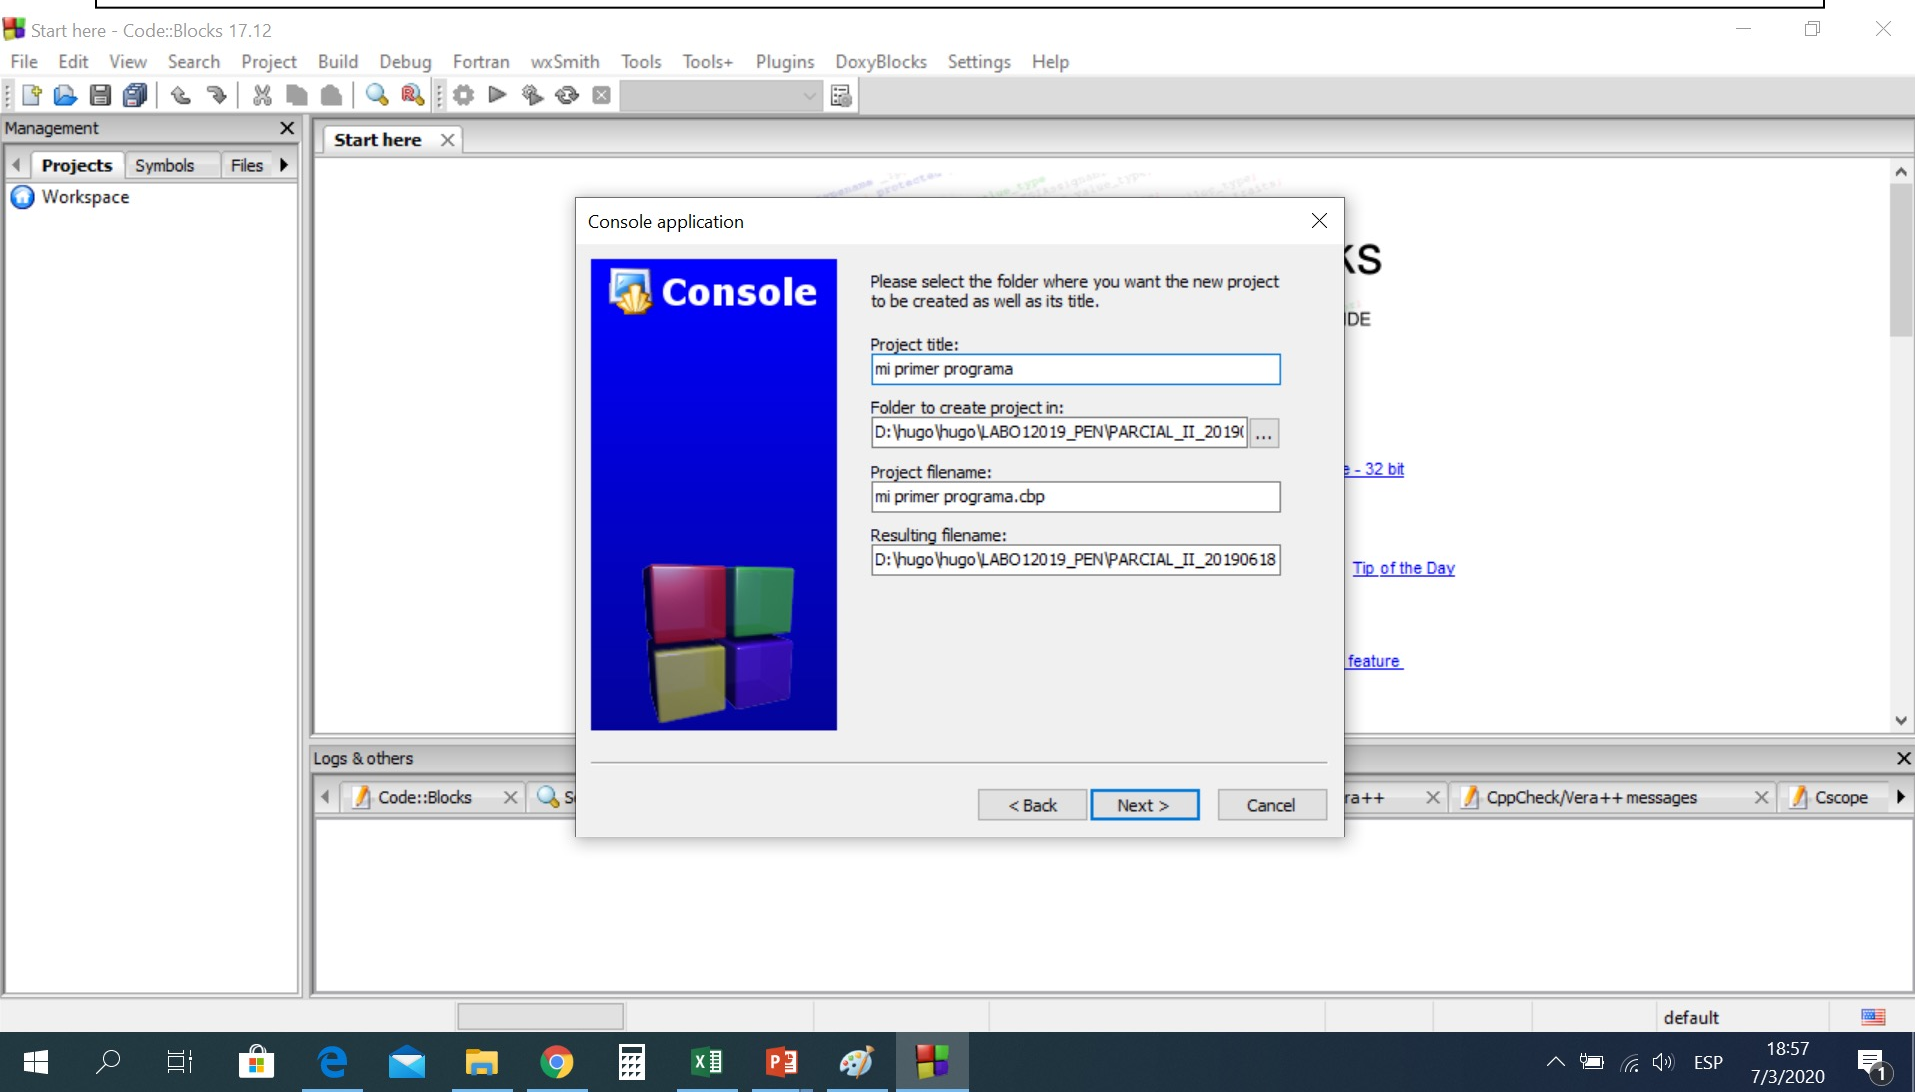 Start here - Code::Blocks 17.12
File Edit View Search Project Build Debug Fortran wxSmith Tools Tools+ Plugins DoxyBlocks Settings Help
Management
Start here
Projects Symbols Files
Workspace
protected
value_type
Console application
KS
IDE
Console
Please select the folder where you want the new project
to be created as well as its title.
Project title:
mi primer programa
Folder to create project in:
D:\hugo\hugo\LABO12019_PEN\PARCIAL_II_2019(
...
Project filename:
mi primer programa.cbp
Resulting filename:
D:\hugo\hugo\LABO12019_PEN\PARCIAL_II_20190618
e - 32 bit
Tip of the Day
feature
< Back Next > Cancel
Logs & others
Code::Blocks
S
ra++
CppCheck/Vera++ messages
Cscope
default
ESP
18:57
7/3/2020
1